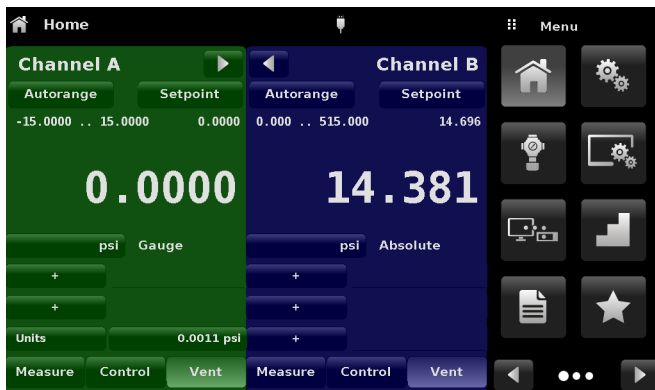 Home
Menu
Channel A
Channel B
Autorange Setpoint Autorange Setpoint
-15.0000 .. 15.0000 0.0000 0.000 .. 515.000 14.696
0.0000 14.381
psi Gauge psi Absolute
+ +
+ +
Units 0.0011 psi +
Measure Control Vent Measure Control Vent